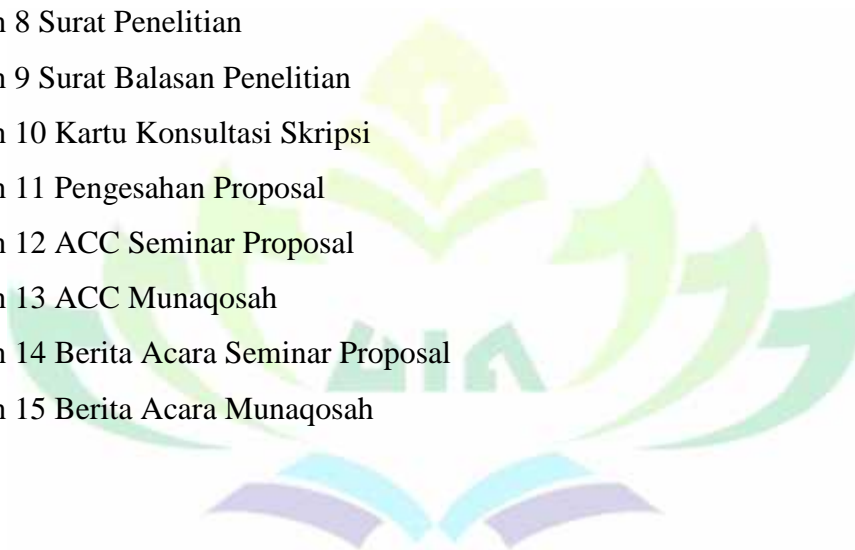 n 8 Surat Penelitian
n 9 Surat Balasan Penelitian
n 10 Kartu Konsultasi Skripsi
n 11 Pengesahan Proposal
n 12 ACC Seminar Proposal
n 13 ACC Munaqosah
n 14 Berita Acara Seminar Proposal
n 15 Berita Acara Munaqosah
UIN